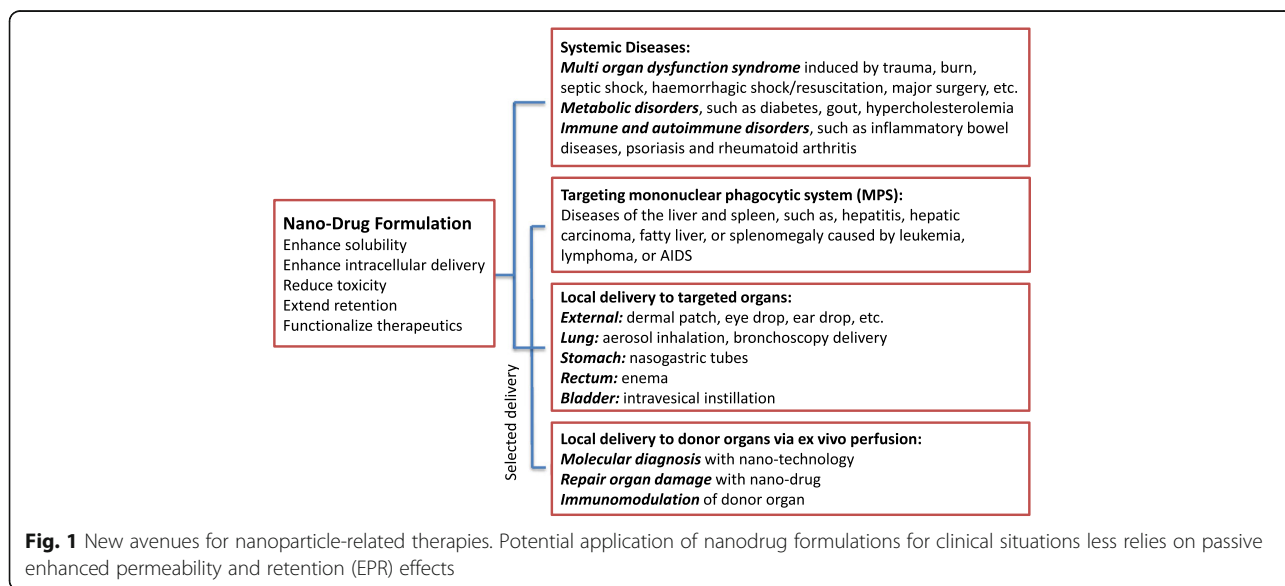 Nano-Drug Formulation
Enhance solubility
Enhance intracellular delivery
Reduce toxicity
Extend retention
Functionalize therapeutics
Selected delivery
Systemic Diseases:
Multi organ dysfunction syndrome induced by trauma, burn,
septic shock, haemorrhagic shock/resuscitation, major surgery, etc.
Metabolic disorders, such as diabetes, gout, hypercholesterolemia
Immune and autoimmune disorders, such as inflammatory bowel
diseases, psoriasis and rheumatoid arthritis
Targeting mononuclear phagocytic system (MPS):
Diseases of the liver and spleen, such as, hepatitis, hepatic
carcinoma, fatty liver, or splenomegaly caused by leukemia,
lymphoma, or AIDS
Local delivery to targeted organs:
External: dermal patch, eye drop, ear drop, etc.
Lung: aerosol inhalation, bronchoscopy delivery
Stomach: nasogastric tubes
Rectum: enema
Bladder: intravesical instillation
Local delivery to donor organs via ex vivo perfusion:
Molecular diagnosis with nano-technology
Repair organ damage with nano-drug
Immunomodulation of donor organ
Fig. 1 New avenues for nanoparticle-related therapies. Potential application of nanodrug formulations for clinical situations less relies on passive
enhanced permeability and retention (EPR) effects